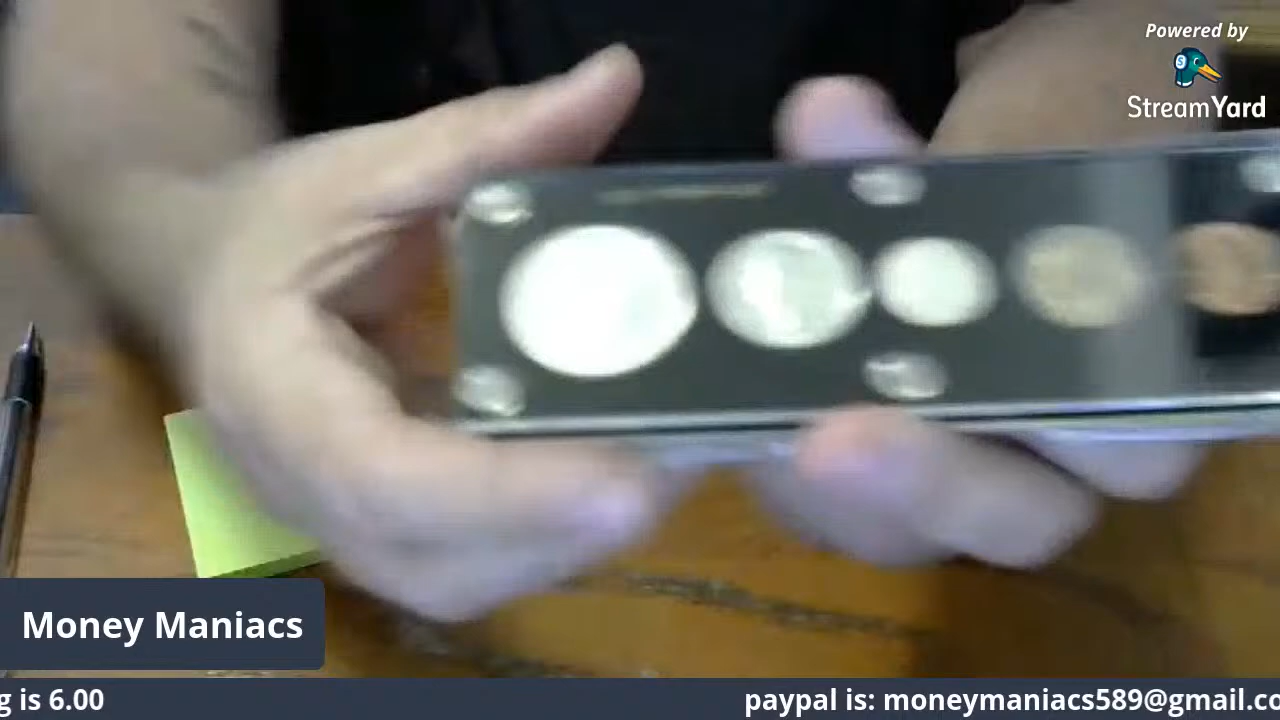 Powered by
StreamYard
Money Maniacs
g is 6.00
paypal is: moneymaniacs589@gmail.co